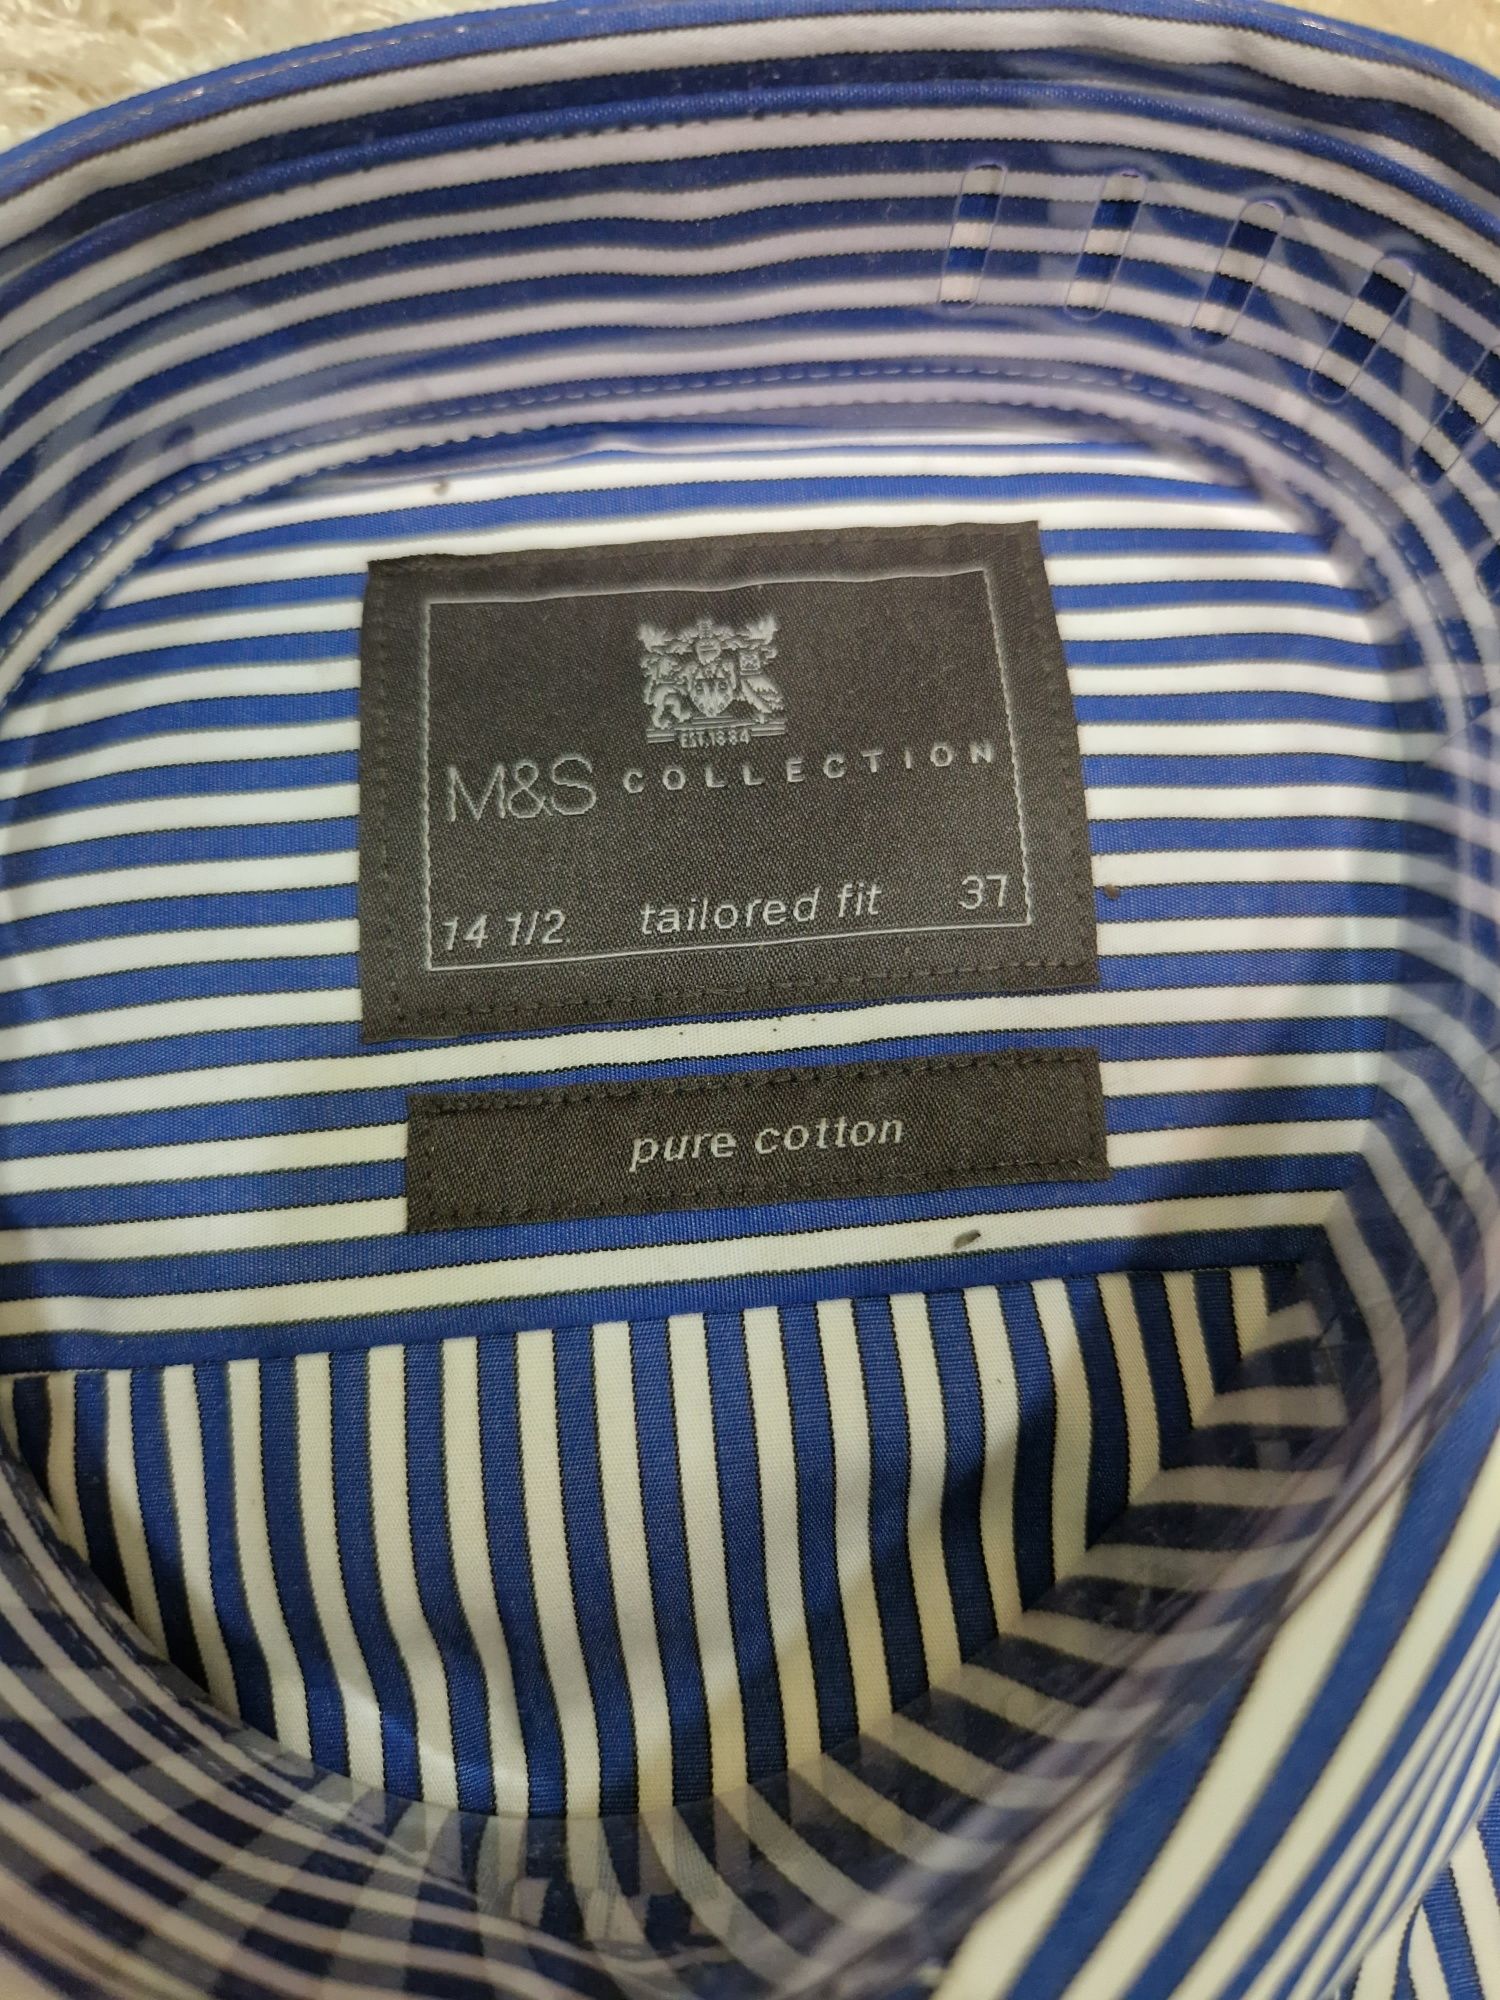 EST. 1884
M&S COLLECTION
14 1/2 tailored fit 37
pure cotton